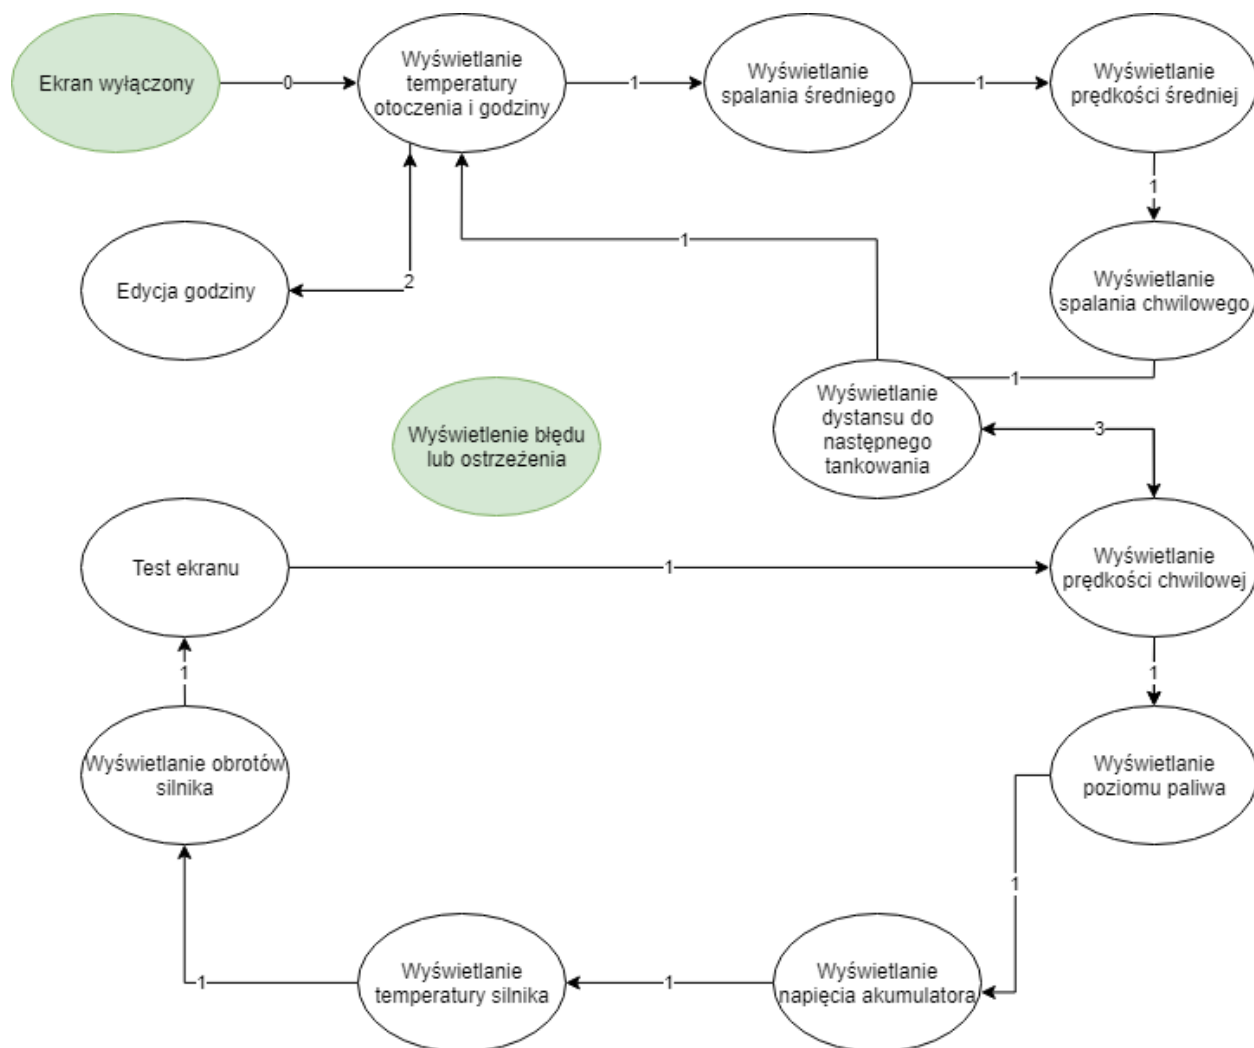 Ekran wyłączony
0
Wyświetlanie
temperatury
otoczenia i godziny
1
Wyświetlanie
spalania średniego
1
Wyświetlanie
prędkości średniej
1
1
Edycja godziny
2
Wyświetlanie
spalania chwilowego
1
Wyświetlanie
dystansu do
następnego
tankowania
3
Wyświetlenie błędu
lub ostrzeżenia
Test ekranu
1
Wyświetlanie
prędkości chwilowej
1
1
Wyświetlanie obrotów
silnika
Wyświetlanie
poziomu paliwa
1
1
Wyświetlanie
temperatury silnika
1
Wyświetlanie
napięcia akumulatora